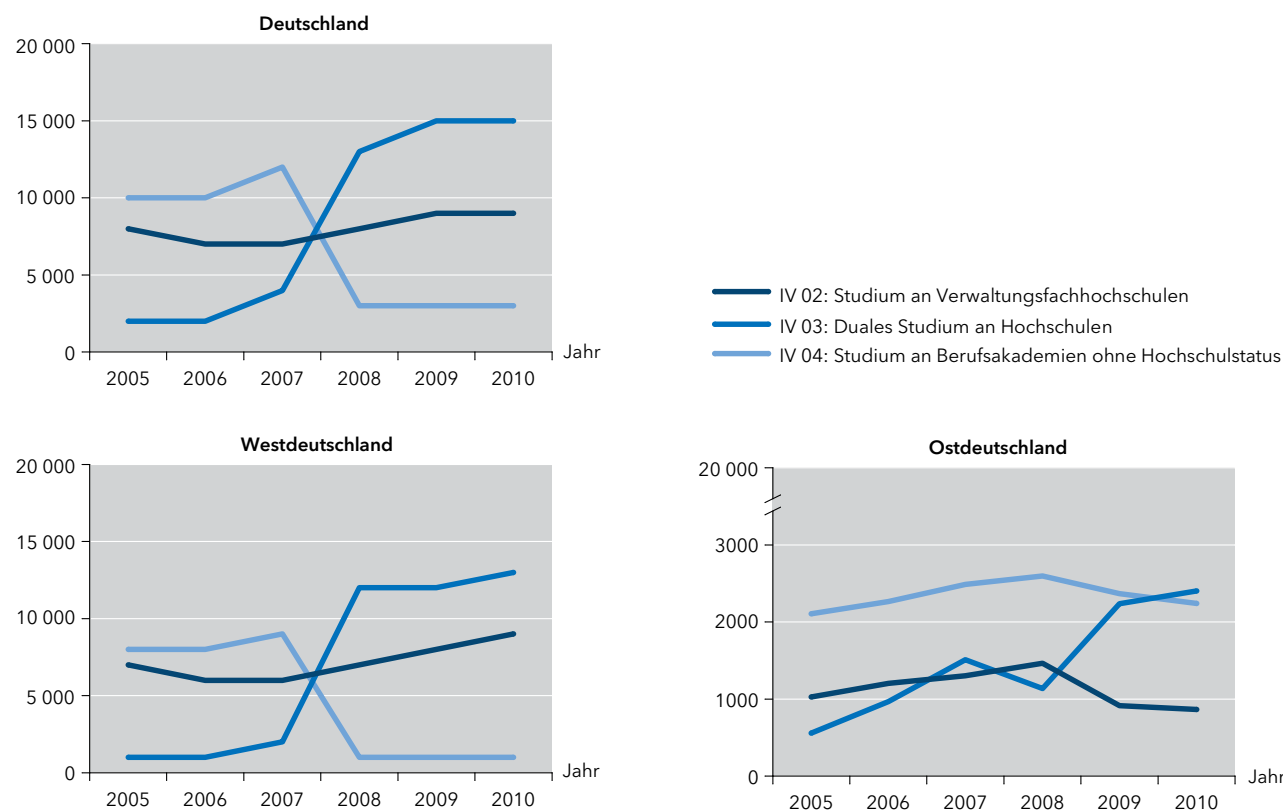 Deutschland
20 000
15 000
10 000
5 000
0
Jahr
2005 2006 2007 2008 2009 2010
IV 02: Studium an Verwaltungsfachhochschulen
IV 03: Duales Studium an Hochschulen
IV 04: Studium an Berufsakademien ohne Hochschulstatus
Westdeutschland
20 000
15 000
10 000
5 000
0
Jahr
2005 2006 2007 2008 2009 2010
Ostdeutschland
20 000
3000
2000
1000
0
Jahr
2005 2006 2007 2008 2009 2010